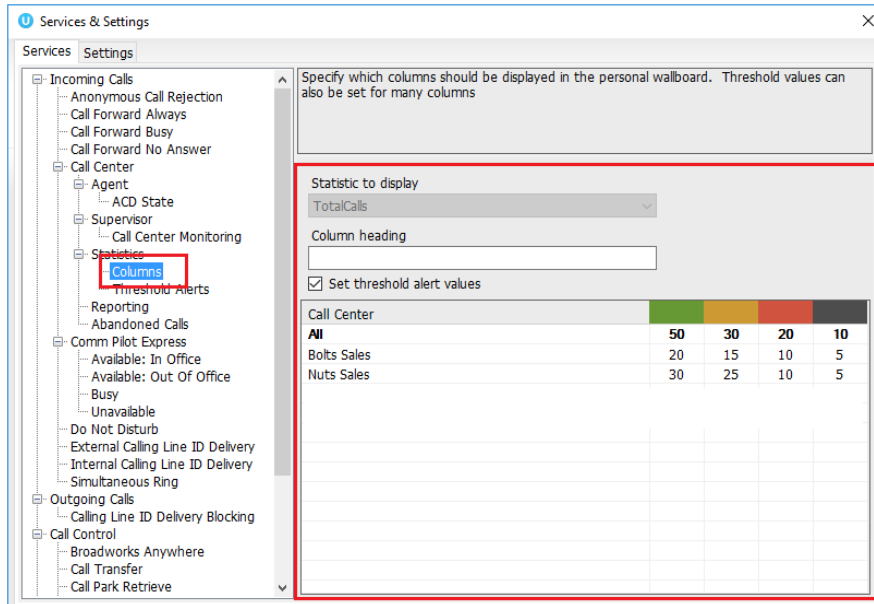 U Services & Settings
Services Settings
Incoming Calls
Anonymous Call Rejection
Call Forward Always
Call Forward Busy
Call Forward No Answer
Call Center
Agent
ACD State
Supervisor
Call Center Monitoring
Statistics
Columns
Threshold Alerts
Reporting
Abandoned Calls
Comm Pilot Express
Available: In Office
Available: Out Of Office
Busy
Unavailable
Do Not Disturb
External Calling Line ID Delivery
Internal Calling Line ID Delivery
Simultaneous Ring
Outgoing Calls
Calling Line ID Delivery Blocking
Call Control
Broadworks Anywhere
Call Transfer
Call Park Retrieve
Specify which columns should be displayed in the personal wallboard. Threshold values can
also be set for many columns
Statistic to display
TotalCalls
Column heading
Set threshold alert values
Call Center
All 50 30 20 10
Bolts Sales 20 15 10 5
Nuts Sales 30 25 10 5